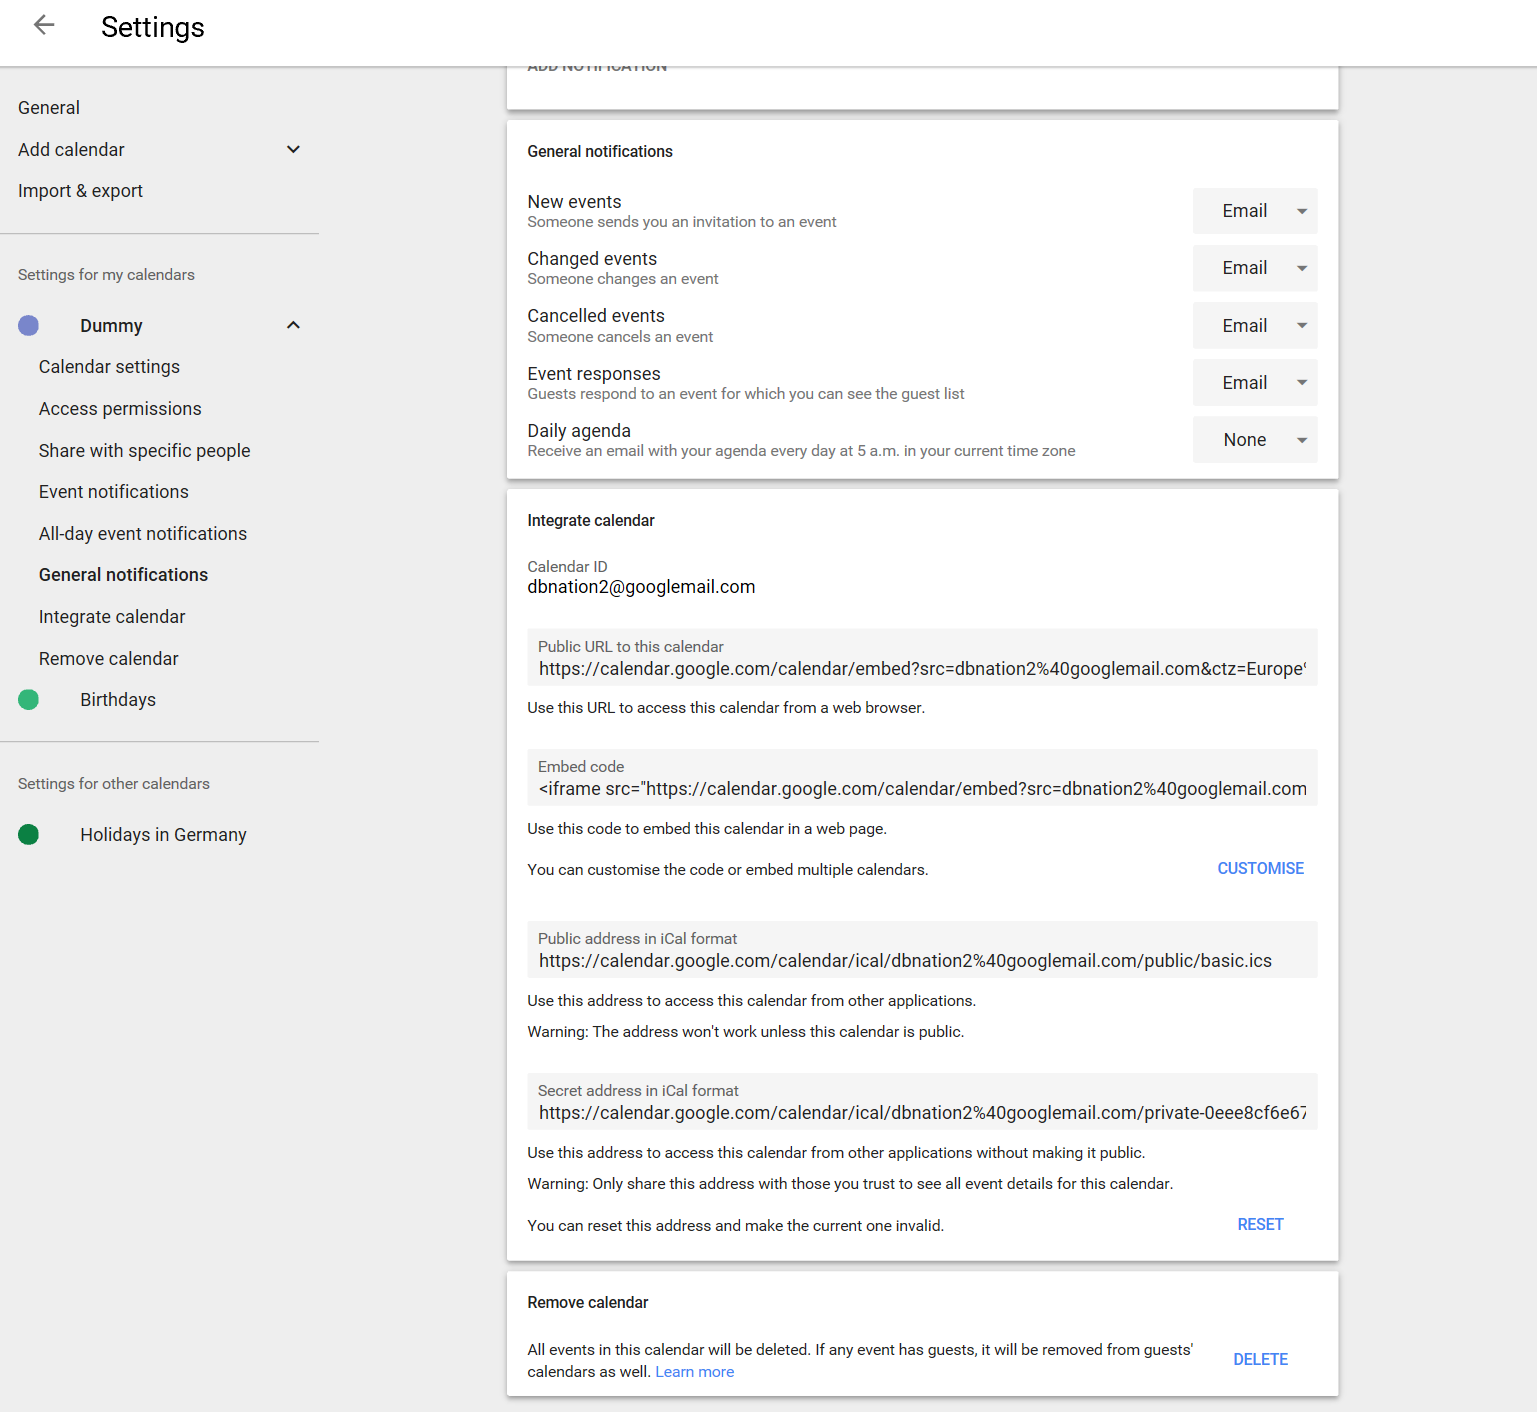 Settings
General
Add calendar
Import & export
Settings for my calendars
Dummy
Calendar settings
Access permissions
Share with specific people
Event notifications
All-day event notifications
General notifications
Integrate calendar
Remove calendar
Birthdays
Settings for other calendars
Holidays in Germany
ADD NOTIFICATION
General notifications
New events
Someone sends you an invitation to an event
Email
Changed events
Someone changes an event
Email
Cancelled events
Someone cancels an event
Email
Event responses
Guests respond to an event for which you can see the guest list
Email
Daily agenda
Receive an email with your agenda every day at 5 a.m. in your current time zone
None
Integrate calendar
Calendar ID
dbnation2@googlemail.com
Public URL to this calendar
https://calendar.google.com/calendar/embed?src=dbnation2%40googlemail.com&ctz=Europe%
Use this URL to access this calendar from a web browser.
Embed code
<iframe src="https://calendar.google.com/calendar/embed?src=dbnation2%40googlemail.com
Use this code to embed this calendar in a web page.
You can customise the code or embed multiple calendars.
CUSTOMISE
Public address in iCal format
https://calendar.google.com/calendar/ical/dbnation2%40googlemail.com/public/basic.ics
Use this address to access this calendar from other applications.
Warning: The address won't work unless this calendar is public.
Secret address in iCal format
https://calendar.google.com/calendar/ical/dbnation2%40googlemail.com/private-0eee8cf6e67
Use this address to access this calendar from other applications without making it public.
Warning: Only share this address with those you trust to see all event details for this calendar.
You can reset this address and make the current one invalid.
RESET
Remove calendar
All events in this calendar will be deleted. If any event has guests, it will be removed from guests'
calendars as well. Learn more
DELETE